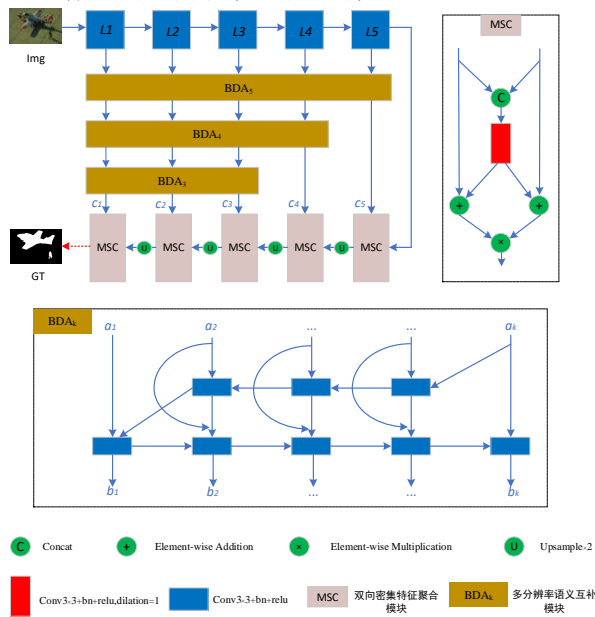 L1 L2 L3 L4 L5
Img
MSC
BDA5
C
BDA4
BDA3
c1 c2 c3 c4 c5
+ +
MSC U MSC U MSC U MSC U MSC
×
GT
BDAk
a1 a2 ... ... ak
b1 b2 ... ... bk
C Concat + Element-wise Addition × Element-wise Multiplication U Upsample×2
Conv3×3+bn+relu,dilation=1 Conv3×3+bn+relu MSC 双向密集特征聚合 BDAk 多分辨率语义互补
模块 模块